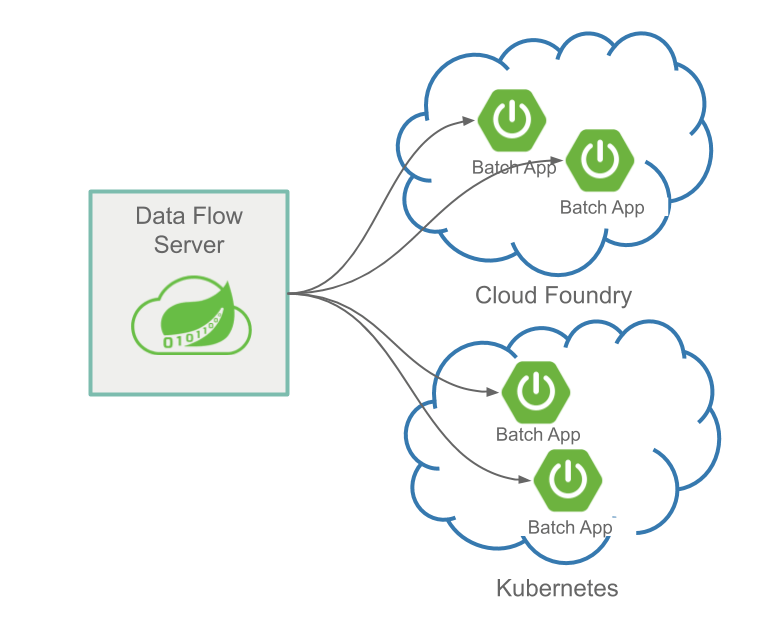 Data Flow
Server
Batch App
Batch App
Cloud Foundry
Batch App
Batch App
Kubernetes